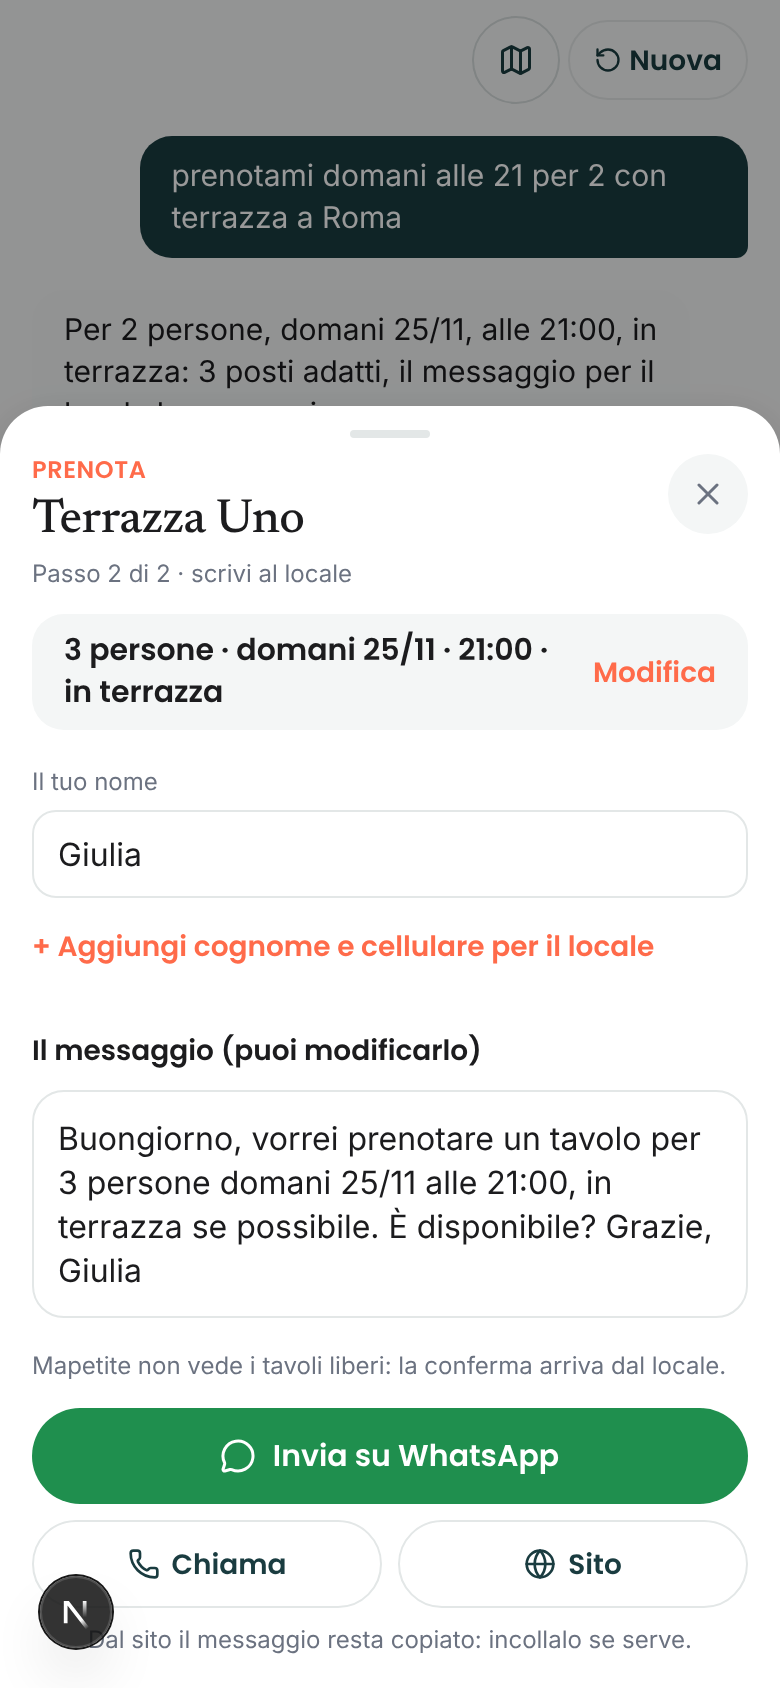 Nuova
prenotami domani alle 21 per 2 con
terrazza a Roma
Per 2 persone, domani 25/11, alle 21:00, in
terrazza: 3 posti adatti, il messaggio per il
PRENOTA
Terrazza Uno
Passo 2 di 2 · scrivi al locale
3 persone · domani 25/11 · 21:00 ·
in terrazza
Modifica
Il tuo nome
Giulia
+ Aggiungi cognome e cellulare per il locale
Il messaggio (puoi modificarlo)
Buongiorno, vorrei prenotare un tavolo per
3 persone domani 25/11 alle 21:00, in
terrazza se possibile. È disponibile? Grazie,
Giulia
Mapetite non vede i tavoli liberi: la conferma arriva dal locale.
Invia su WhatsApp
Chiama
Sito
N
Dal sito il messaggio resta copiato: incollalo se serve.